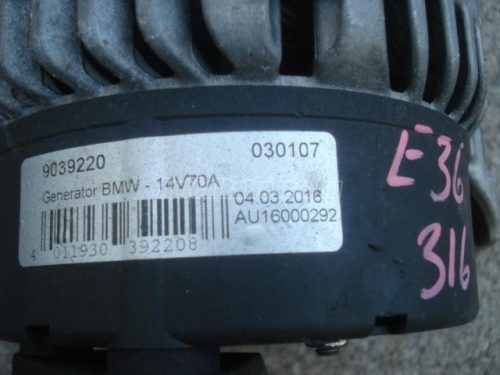 9039220 030107
Generator BMW - 14V70A
04.03.2016
AU16000292
4 011930 392208
E36
316